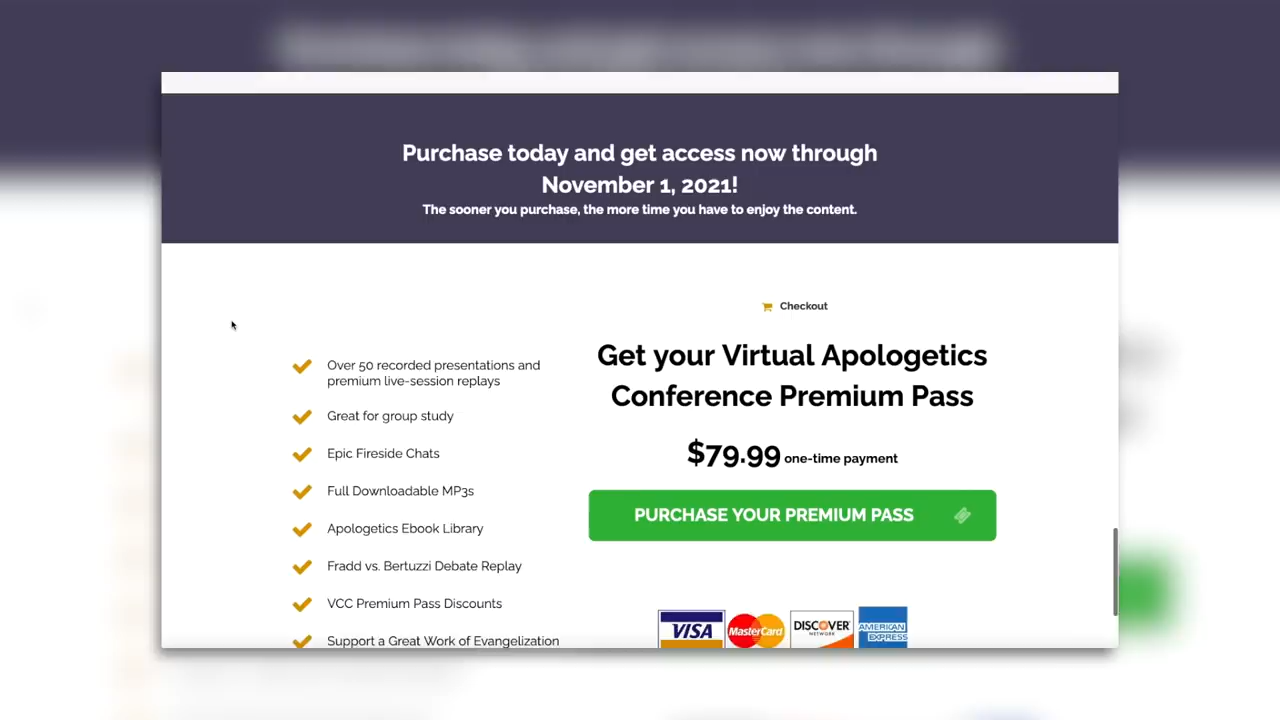 Purchase today and get access now through
November 1, 2021!
The sooner you purchase, the more time you have to enjoy the content.
Checkout
Get your Virtual Apologetics
Conference Premium Pass
$79.99 one-time payment
PURCHASE YOUR PREMIUM PASS
Over 50 recorded presentations and
premium live-session replays
Great for group study
Epic Fireside Chats
Full Downloadable MP3s
Apologetics Ebook Library
Fradd vs. Bertuzzi Debate Replay
VCC Premium Pass Discounts
Support a Great Work of Evangelization
VISA
MasterCard
DISCOVER
NETWORK
AMERICAN
EXPRESS